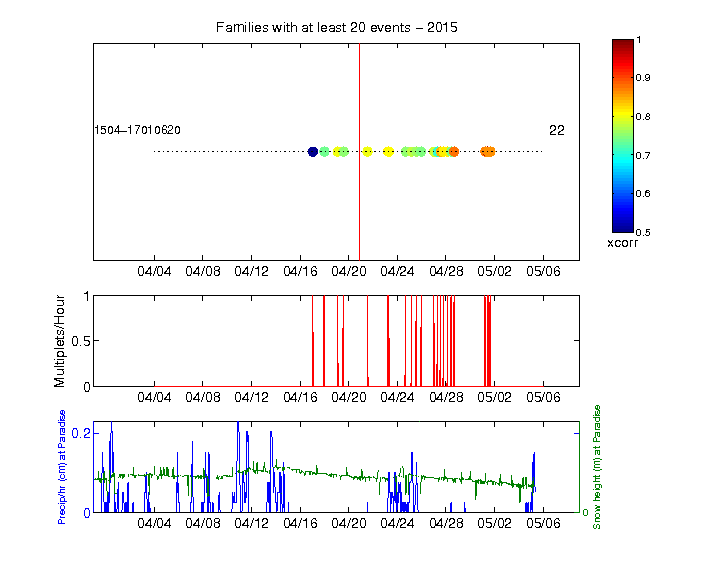 Families with at least 20 events − 2015
1504−17010620
22
04/04 04/08 04/12 04/16 04/20 04/24 04/28 05/02 05/06
1
0.9
0.8
0.7
0.6
0.5
xcorr
Multiplets/Hour
1
0.5
0
04/04 04/08 04/12 04/16 04/20 04/24 04/28 05/02 05/06
Precip/hr (cm) at Paradise
0.2
0
04/04 04/08 04/12 04/16 04/20 04/24 04/28 05/02 05/06
0
Snow height (m) at Paradise